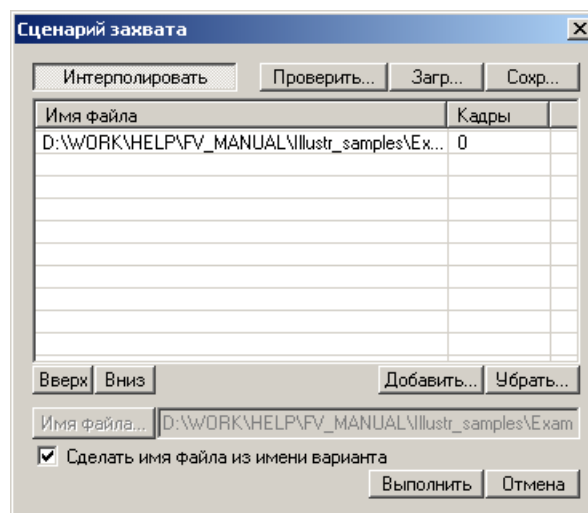 Сценарий захвата
Интерполировать Проверить... Загр... Сохр...
Имя файла Кадры
D:\WORK\HELP\FV_MANUAL\Illustr_samples\Ex... 0
Вверх Вниз Добавить... Убрать...
Имя файла... D:\WORK\HELP\FV_MANUAL\Illustr_samples\Exam
Сделать имя файла из имени варианта
Выполнить Отмена